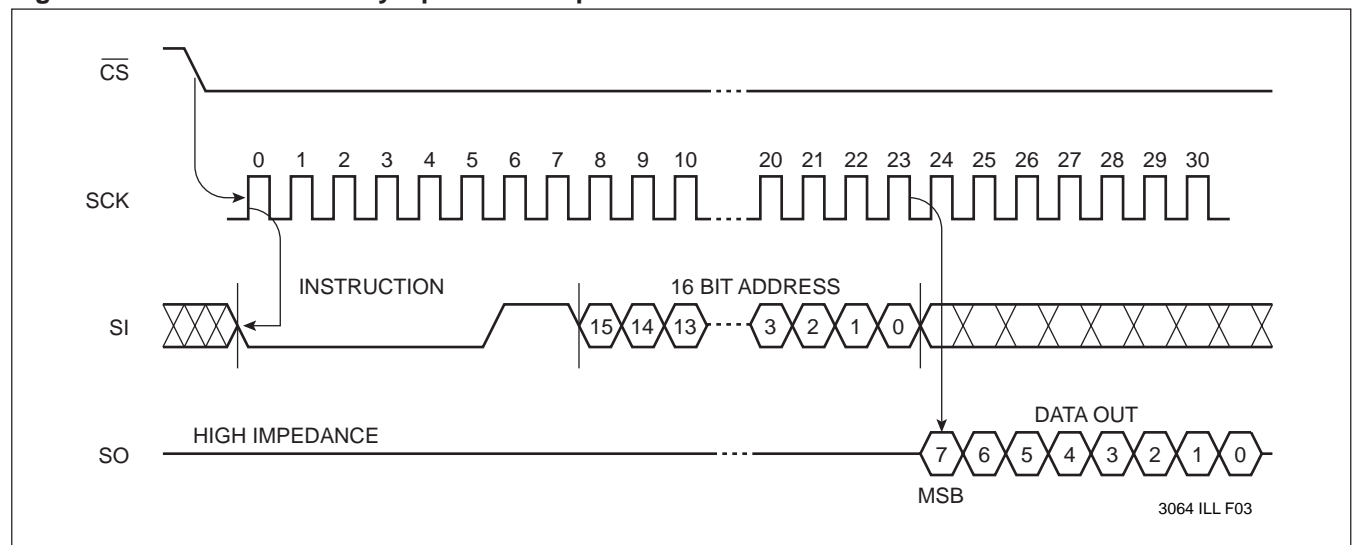 CS
0 1 2 3 4 5 6 7 8 9 10 20 21 22 23 24 25 26 27 28 29 30
SCK
INSTRUCTION 16 BIT ADDRESS
SI 15 14 13 3 2 1 0
DATA OUT
HIGH IMPEDANCE
SO 7 6 5 4 3 2 1 0
MSB
3064 ILL F03